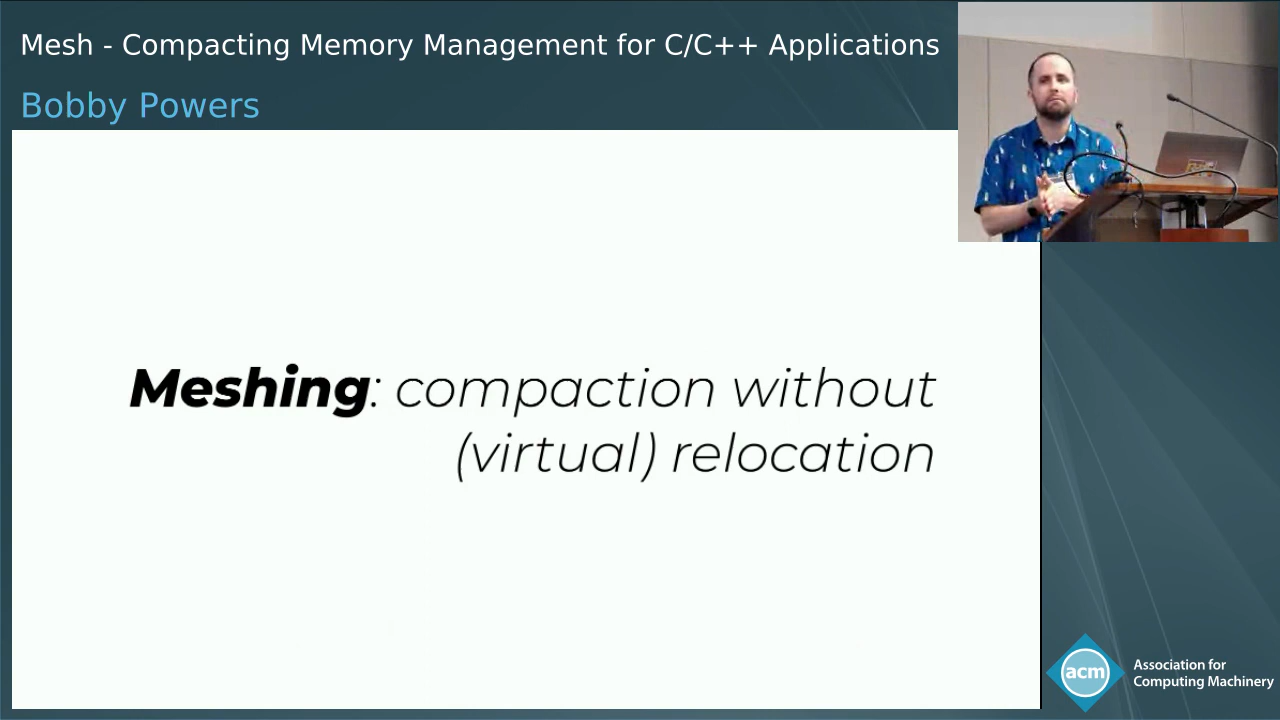 Mesh - Compacting Memory Management for C/C++ Applications
Bobby Powers
Meshing: compaction without
(virtual) relocation
acm
Association for
Computing Machinery